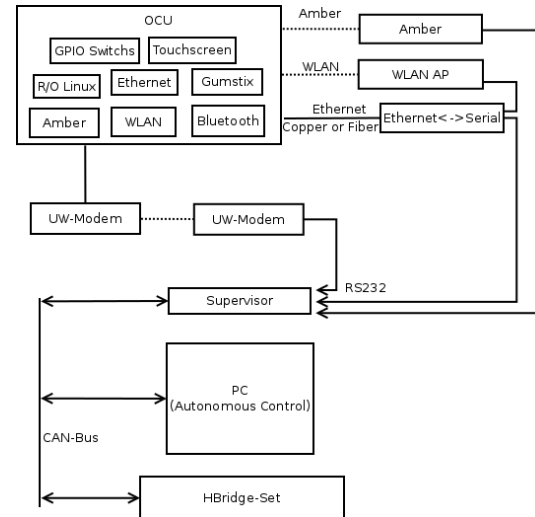 OCU
GPIO Switchs
Touchscreen
R/O Linux
Ethernet
Gumstix
Amber
WLAN
Bluetooth
Amber
Amber
WLAN
WLAN AP
Ethernet
Copper or Fiber
Ethernet<->Serial
UW-Modem
UW-Modem
RS232
Supervisor
PC
(Autonomous Control)
CAN-Bus
HBridge-Set